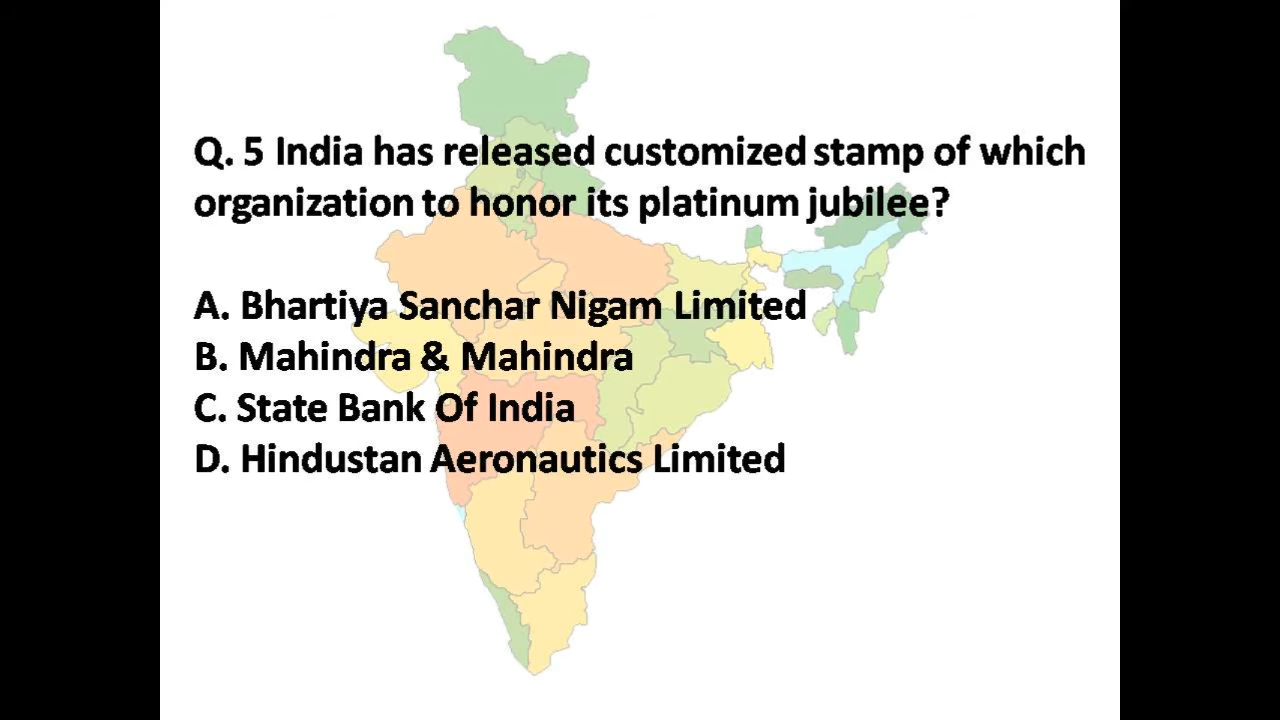 Q. 5 India has released customized stamp of which
organization to honor its platinum jubilee?
A. Bhartiya Sanchar Nigam Limited
B. Mahindra & Mahindra
C. State Bank Of India
D. Hindustan Aeronautics Limited